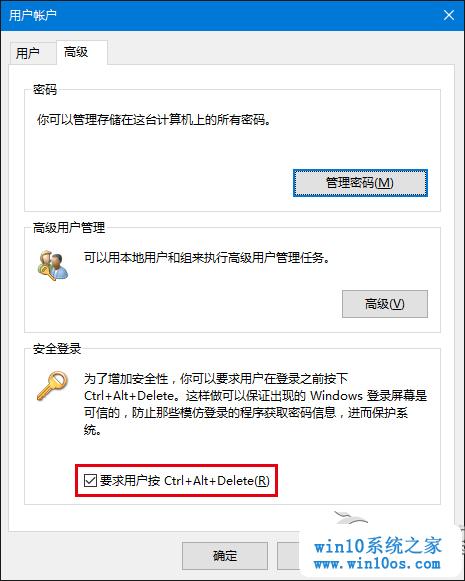 用户帐户
用户
高级
密码
你可以管理存储在这台计算机上的所有密码。
管理密码(M)
高级用户管理
可以用本地用户和组来执行高级用户管理任务。
高级(V)
安全登录
为了增加安全性，你可以要求用户在登录之前按下
Ctrl+Alt+Delete。这样做可以保证出现的 Windows 登录屏幕是
可信的，防止那些模仿登录的程序获取密码信息，进而保护系
统。
要求用户按 Ctrl+Alt+Delete(R)
确定
win10系统之家
www.win10os.com